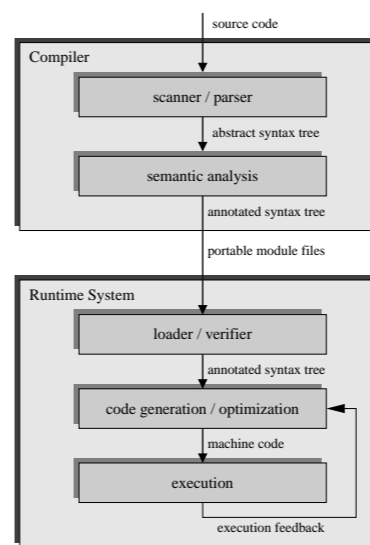 source code
Compiler
scanner / parser
abstract syntax tree
semantic analysis
annotated syntax tree
portable module files
Runtime System
loader / verifier
annotated syntax tree
code generation / optimization
machine code
execution
execution feedback